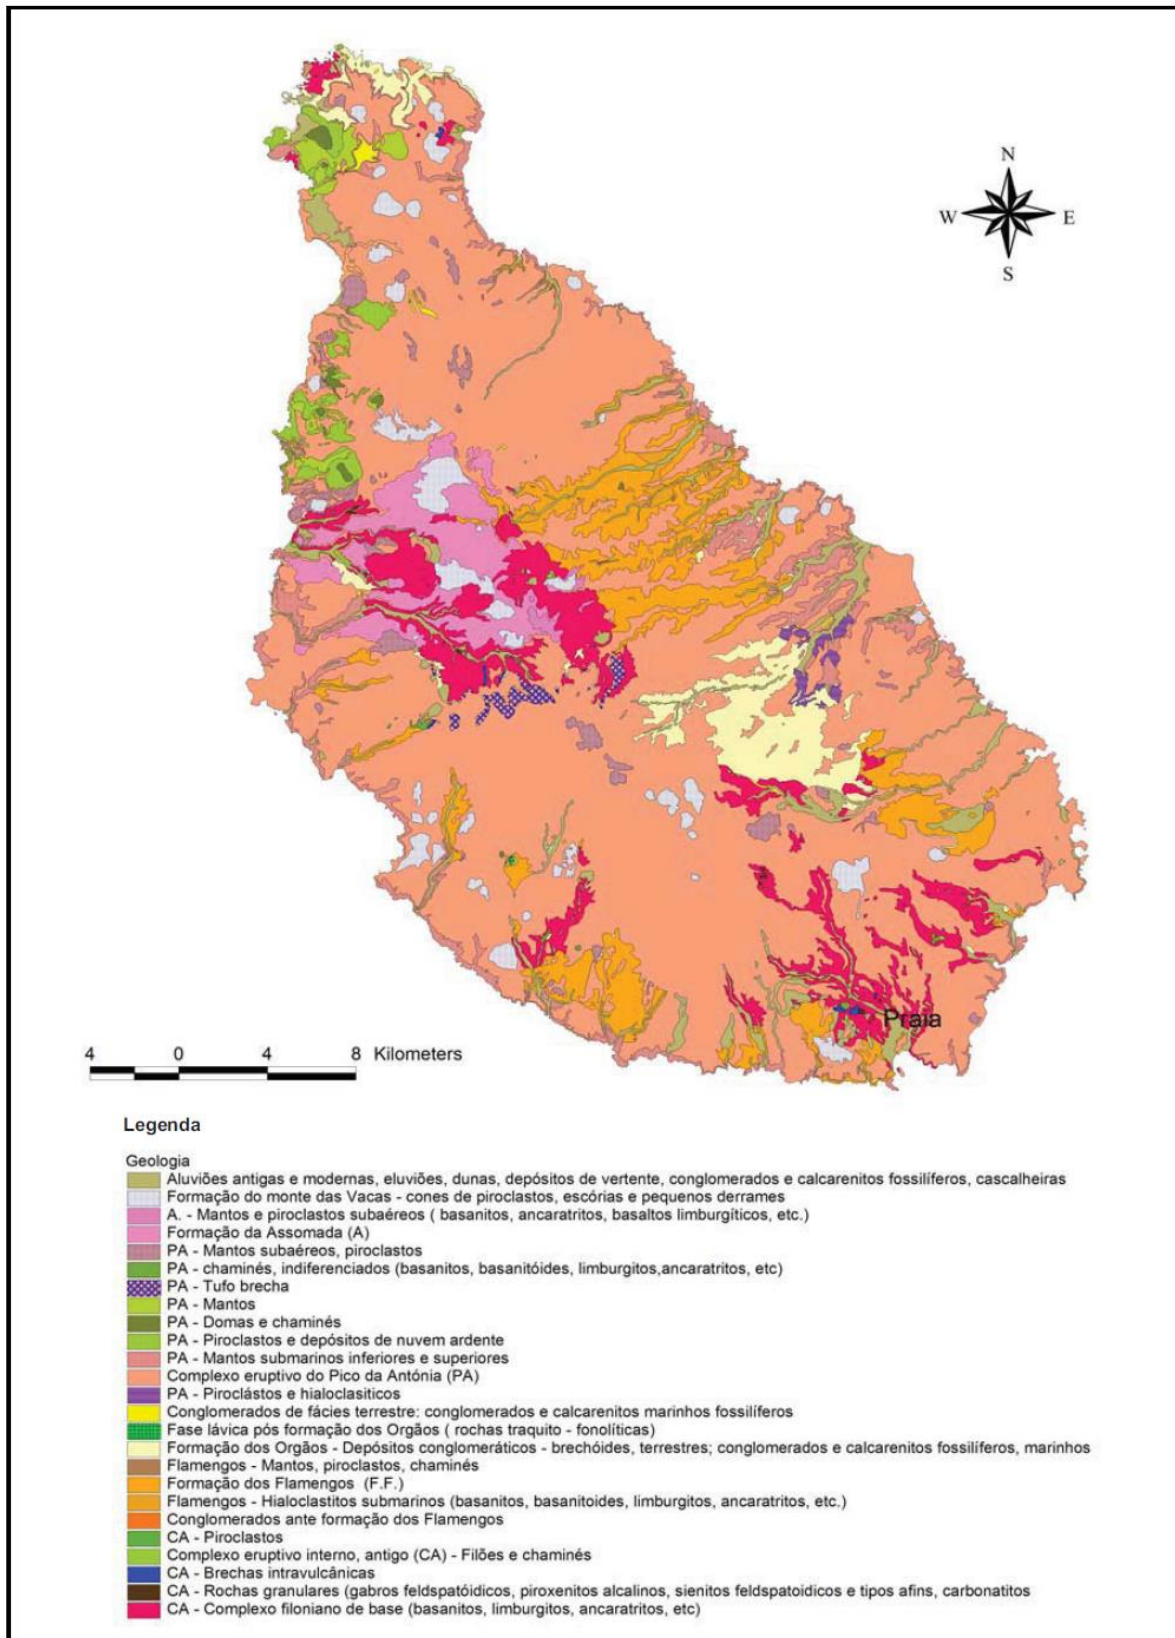 N
W E
S
Praia
4 0 4 8 Kilometers
Legenda
Geologia
Aluviões antigas e modernas, eluviões, dunas, depósitos de vertente, conglomerados e calcarenitos fossilíferos, cascalheiras
Formação do monte das Vacas - cones de piroclastos, escórias e pequenos derrames
A. - Mantos e piroclastos subaéreos ( basanitos, ancaratritos, basaltos limburgíticos, etc.)
Formação da Assomada (A)
PA - Mantos subaéreos, piroclastos
PA - chaminés, indiferenciados (basanitos, basanitóides, limburgitos,ancaratritos, etc)
PA - Tufo brecha
PA - Mantos
PA - Domas e chaminés
PA - Piroclastos e depósitos de nuvem ardente
PA - Mantos submarinos inferiores e superiores
Complexo eruptivo do Pico da Antónia (PA)
PA - Piroclástos e hialoclasiticos
Conglomerados de fácies terrestre: conglomerados e calcarenitos marinhos fossilíferos
Fase lávica pós formação dos Orgãos ( rochas traquito - fonolíticas)
Formação dos Orgãos - Depósitos conglomeráticos - brechóides, terrestres; conglomerados e calcarenitos fossilíferos, marinhos
Flamengos - Mantos, piroclastos, chaminés
Formação dos Flamengos (F.F.)
Flamengos - Hialoclastitos submarinos (basanitos, basanitoides, limburgitos, ancaratritos, etc.)
Conglomerados ante formação dos Flamengos
CA - Piroclastos
Complexo eruptivo interno, antigo (CA) - Filões e chaminés
CA - Brechas intravulcânicas
CA - Rochas granulares (gabros feldspatóidicos, piroxenitos alcalinos, sienitos feldspatoidicos e tipos afins, carbonatitos
CA - Complexo filoniano de base (basanitos, limburgitos, ancaratritos, etc)